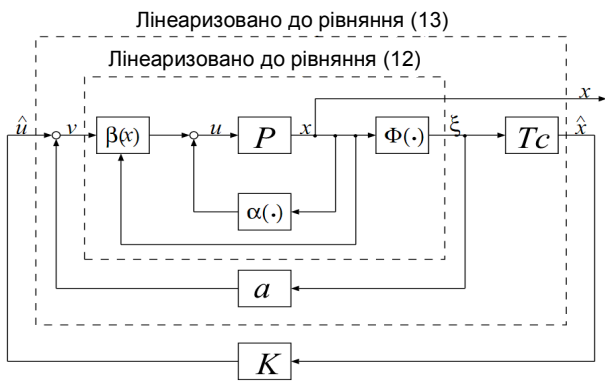 Лінеаризовано до рівняння (13)
Лінеаризовано до рівняння (12)
x
û v β(x) u P x Φ(.) ξ Tc x̂
α(.)
a
K